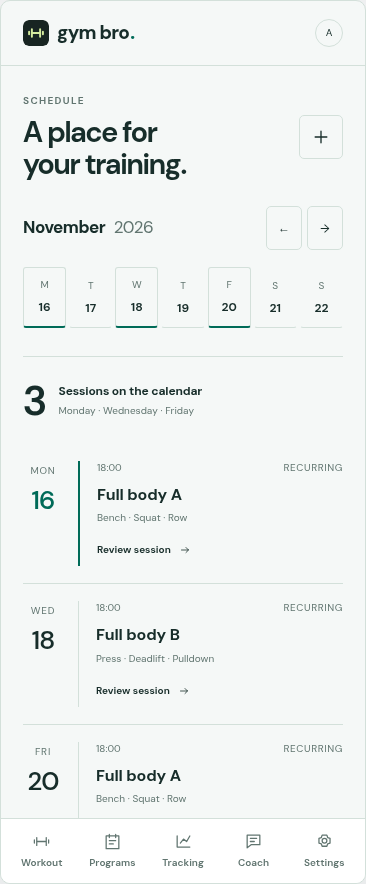 gym bro.
A
SCHEDULE
A place for
your training.
November 2026
M T W T F S S
16 17 18 19 20 21 22
3
Sessions on the calendar
Monday · Wednesday · Friday
MON
16
18:00 RECURRING
Full body A
Bench · Squat · Row
Review session →
WED
18
18:00 RECURRING
Full body B
Press · Deadlift · Pulldown
Review session →
FRI
20
18:00 RECURRING
Full body A
Bench · Squat · Row
Workout Programs Tracking Coach Settings